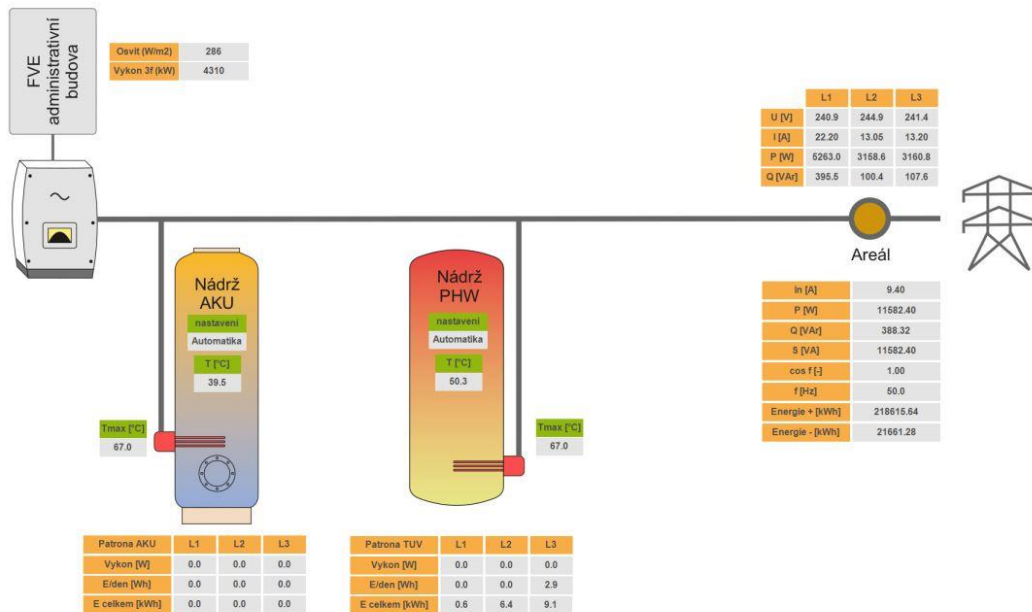 FVE
administrativní
budova
Osvit (W/m2) 286
Vykon 3f (kW) 4310
L1 L2 L3
U [V] 240.9 244.9 241.4
I [A] 22.20 13.05 13.20
P [W] 5263.0 3158.6 3160.8
Q [VAr] 395.5 100.4 107.6
Areál
In [A] 9.40
P [W] 11582.40
Q [VAr] 388.32
S [VA] 11582.40
cos f [-] 1.00
f [Hz] 50.0
Energie + [kWh] 218615.64
Energie - [kWh] 21661.28
Nádrž
AKU
nastavení
Automatika
T [°C]
39.5
Tmax [°C]
67.0
Nádrž
PHW
nastavení
Automatika
T [°C]
50.3
Tmax [°C]
67.0
Patrona AKU L1 L2 L3
Vykon [W] 0.0 0.0 0.0
E/den [Wh] 0.0 0.0 0.0
E celkem [kWh] 0.0 0.0 0.0
Patrona TUV L1 L2 L3
Vykon [W] 0.0 0.0 0.0
E/den [Wh] 0.0 0.0 2.9
E celkem [kWh] 0.6 6.4 9.1